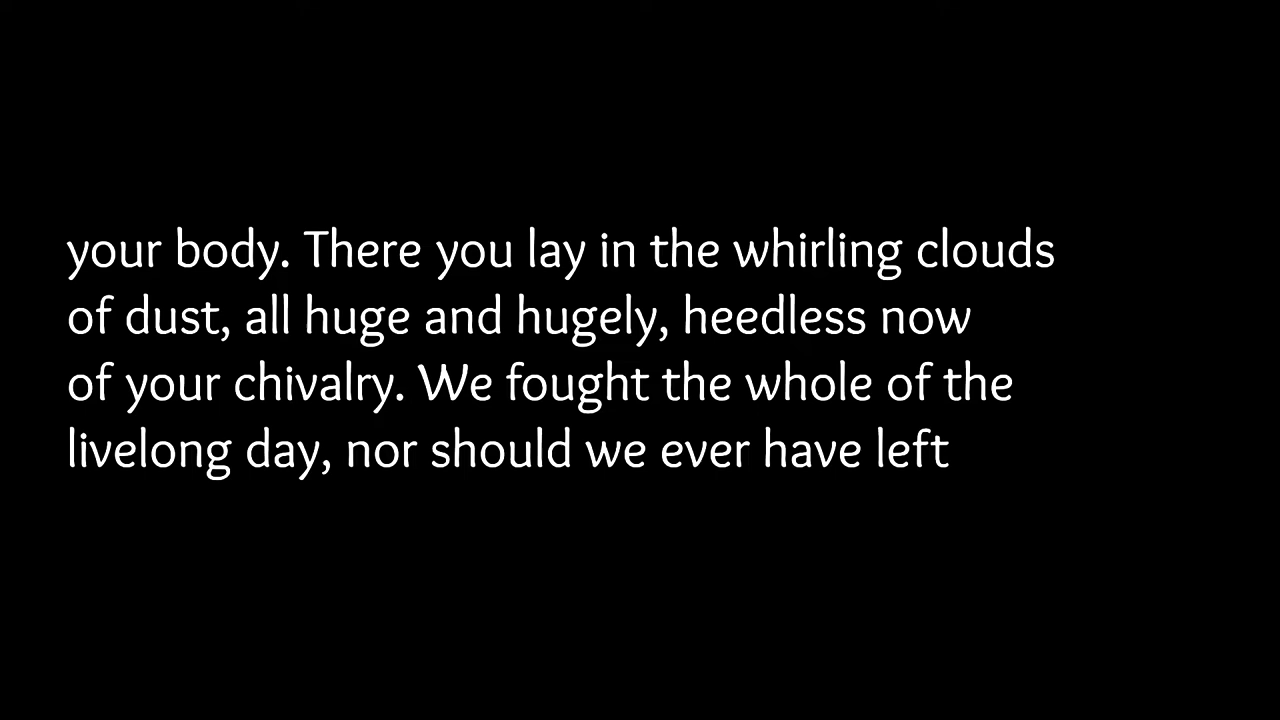 your body. There you lay in the whirling clouds
of dust, all huge and hugely, heedless now
of your chivalry. We fought the whole of the
livelong day, nor should we ever have left